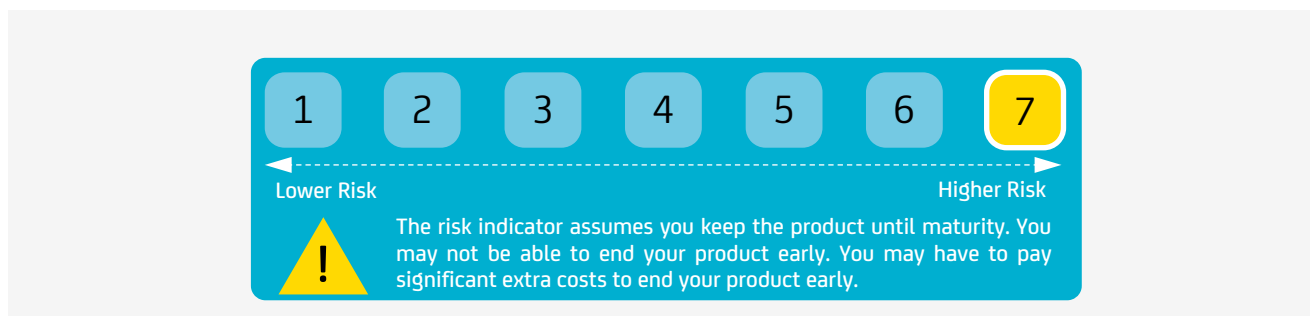 1 2 3 4 5 6 7
Lower Risk Higher Risk
! The risk indicator assumes you keep the product until maturity. You
may not be able to end your product early. You may have to pay
significant extra costs to end your product early.